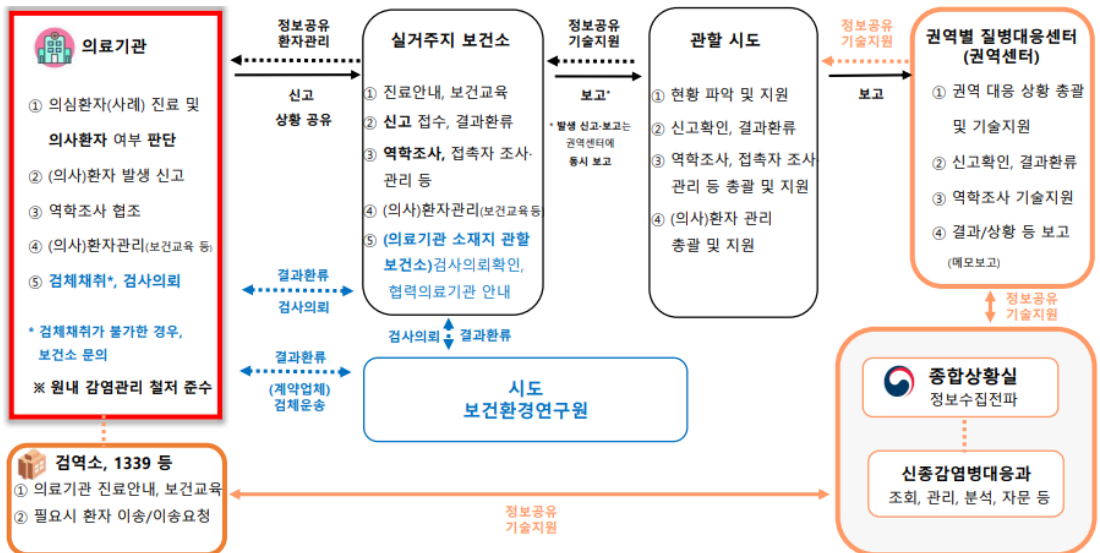 의료기관
① 의심환자(사례) 진료 및
의사환자 여부 판단
② (의사)환자 발생 신고
③ 역학조사 협조
④ (의사)환자관리(보건교육 등)
⑤ 검체채취*, 검사의뢰
* 검체채취가 불가한 경우,
보건소 문의
※ 원내 감염관리 철저 준수
정보공유
환자관리
신고
상황 공유
결과환류
검사의뢰
결과환류
(계약업체)
검체운송
실거주지 보건소
① 진료안내, 보건교육
② 신고 접수, 결과환류
③ 역학조사, 접촉자 조사·
관리 등
④ (의사)환자관리(보건교육등)
⑤ (의료기관 소재지 관할
보건소)검사의뢰확인,
협력의료기관 안내
검사의뢰
결과환류
시도
보건환경연구원
정보공유
기술지원
보고*
* 발생 신고·보고는
권역센터에
동시 보고
관할 시도
① 현황 파악 및 지원
② 신고확인, 결과환류
③ 역학조사, 접촉자 조사·
관리 등 총괄 및 지원
④ (의사)환자 관리
총괄 및 지원
정보공유
기술지원
보고
권역별 질병대응센터
(권역센터)
① 권역 대응 상황 총괄
및 기술지원
② 신고확인, 결과환류
③ 역학조사 기술지원
④ 결과/상황 등 보고
(메모보고)
정보공유
기술지원
종합상황실
정보수집전파
신종감염병대응과
조회, 관리, 분석, 자문 등
검역소, 1339 등
① 의료기관 진료안내, 보건교육
② 필요시 환자 이송/이송요청
정보공유
기술지원